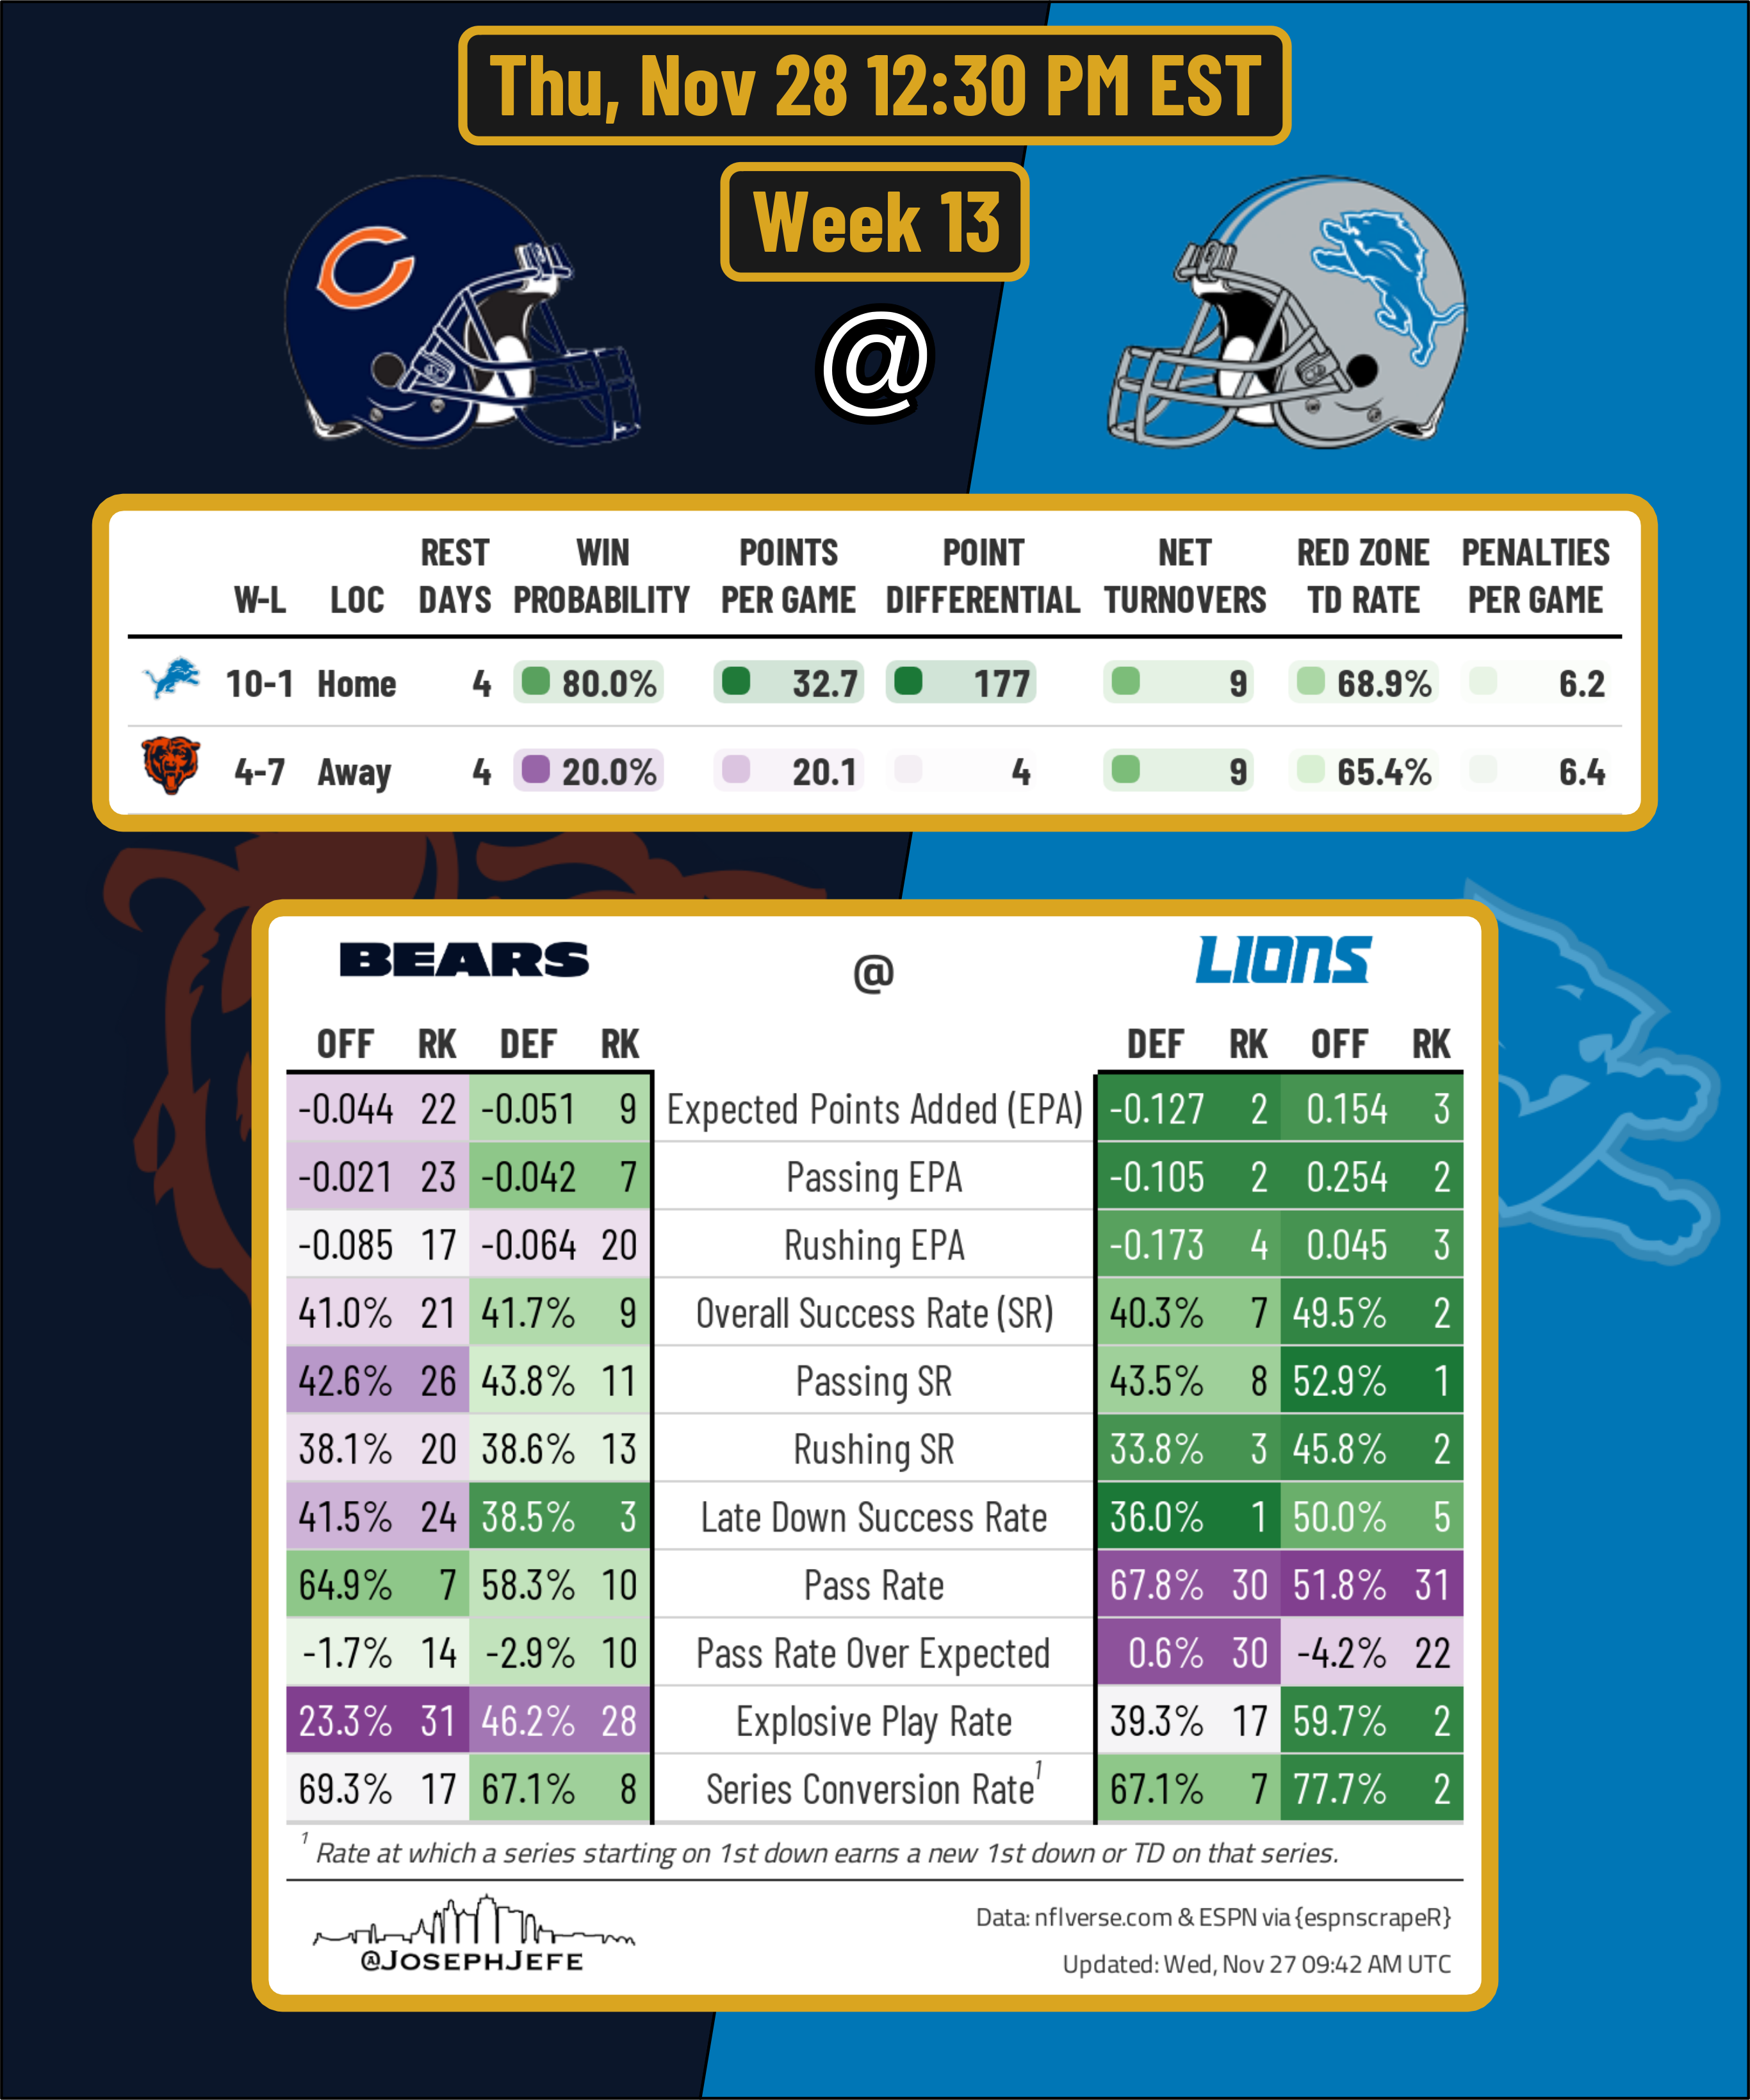 Thu, Nov 28 12:30 PM EST
Week 13
@
REST WIN POINTS POINT NET RED ZONE PENALTIES
W-L LOC DAYS PROBABILITY PER GAME DIFFERENTIAL TURNOVERS TD RATE PER GAME
10-1 Home 4 80.0% 32.7 177 9 68.9% 6.2
4-7 Away 4 20.0% 20.1 4 9 65.4% 6.4
BEARS @ LIONS
OFF RK DEF RK DEF RK OFF RK
-0.044 22 -0.051 9 Expected Points Added (EPA) -0.127 2 0.154 3
-0.021 23 -0.042 7 Passing EPA -0.105 2 0.254 2
-0.085 17 -0.064 20 Rushing EPA -0.173 4 0.045 3
41.0% 21 41.7% 9 Overall Success Rate (SR) 40.3% 7 49.5% 2
42.6% 26 43.8% 11 Passing SR 43.5% 8 52.9% 1
38.1% 20 38.6% 13 Rushing SR 33.8% 3 45.8% 2
41.5% 24 38.5% 3 Late Down Success Rate 36.0% 1 50.0% 5
64.9% 7 58.3% 10 Pass Rate 67.8% 30 51.8% 31
-1.7% 14 -2.9% 10 Pass Rate Over Expected 0.6% 30 -4.2% 22
23.3% 31 46.2% 28 Explosive Play Rate 39.3% 17 59.7% 2
69.3% 17 67.1% 8 Series Conversion Rate1 67.1% 7 77.7% 2
1 Rate at which a series starting on 1st down earns a new 1st down or TD on that series.
@JOSEPHJEFE
Data: nflverse.com & ESPN via {espnscrapeR}
Updated: Wed, Nov 27 09:42 AM UTC